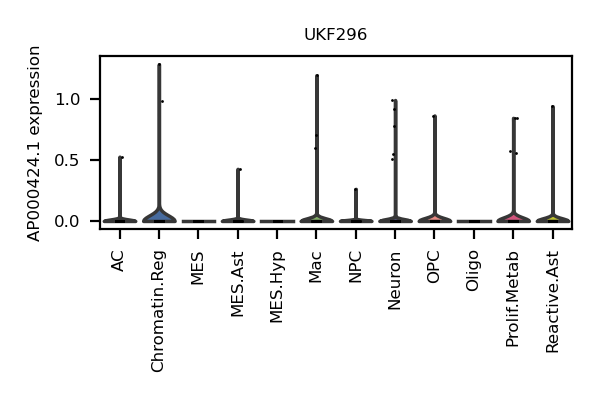 UKF296
AP000424.1 expression
1.0
0.5
0.0
AC
Chromatin.Reg
MES
MES.Ast
MES.Hyp
Mac
NPC
Neuron
OPC
Oligo
Prolif.Metab
Reactive.Ast